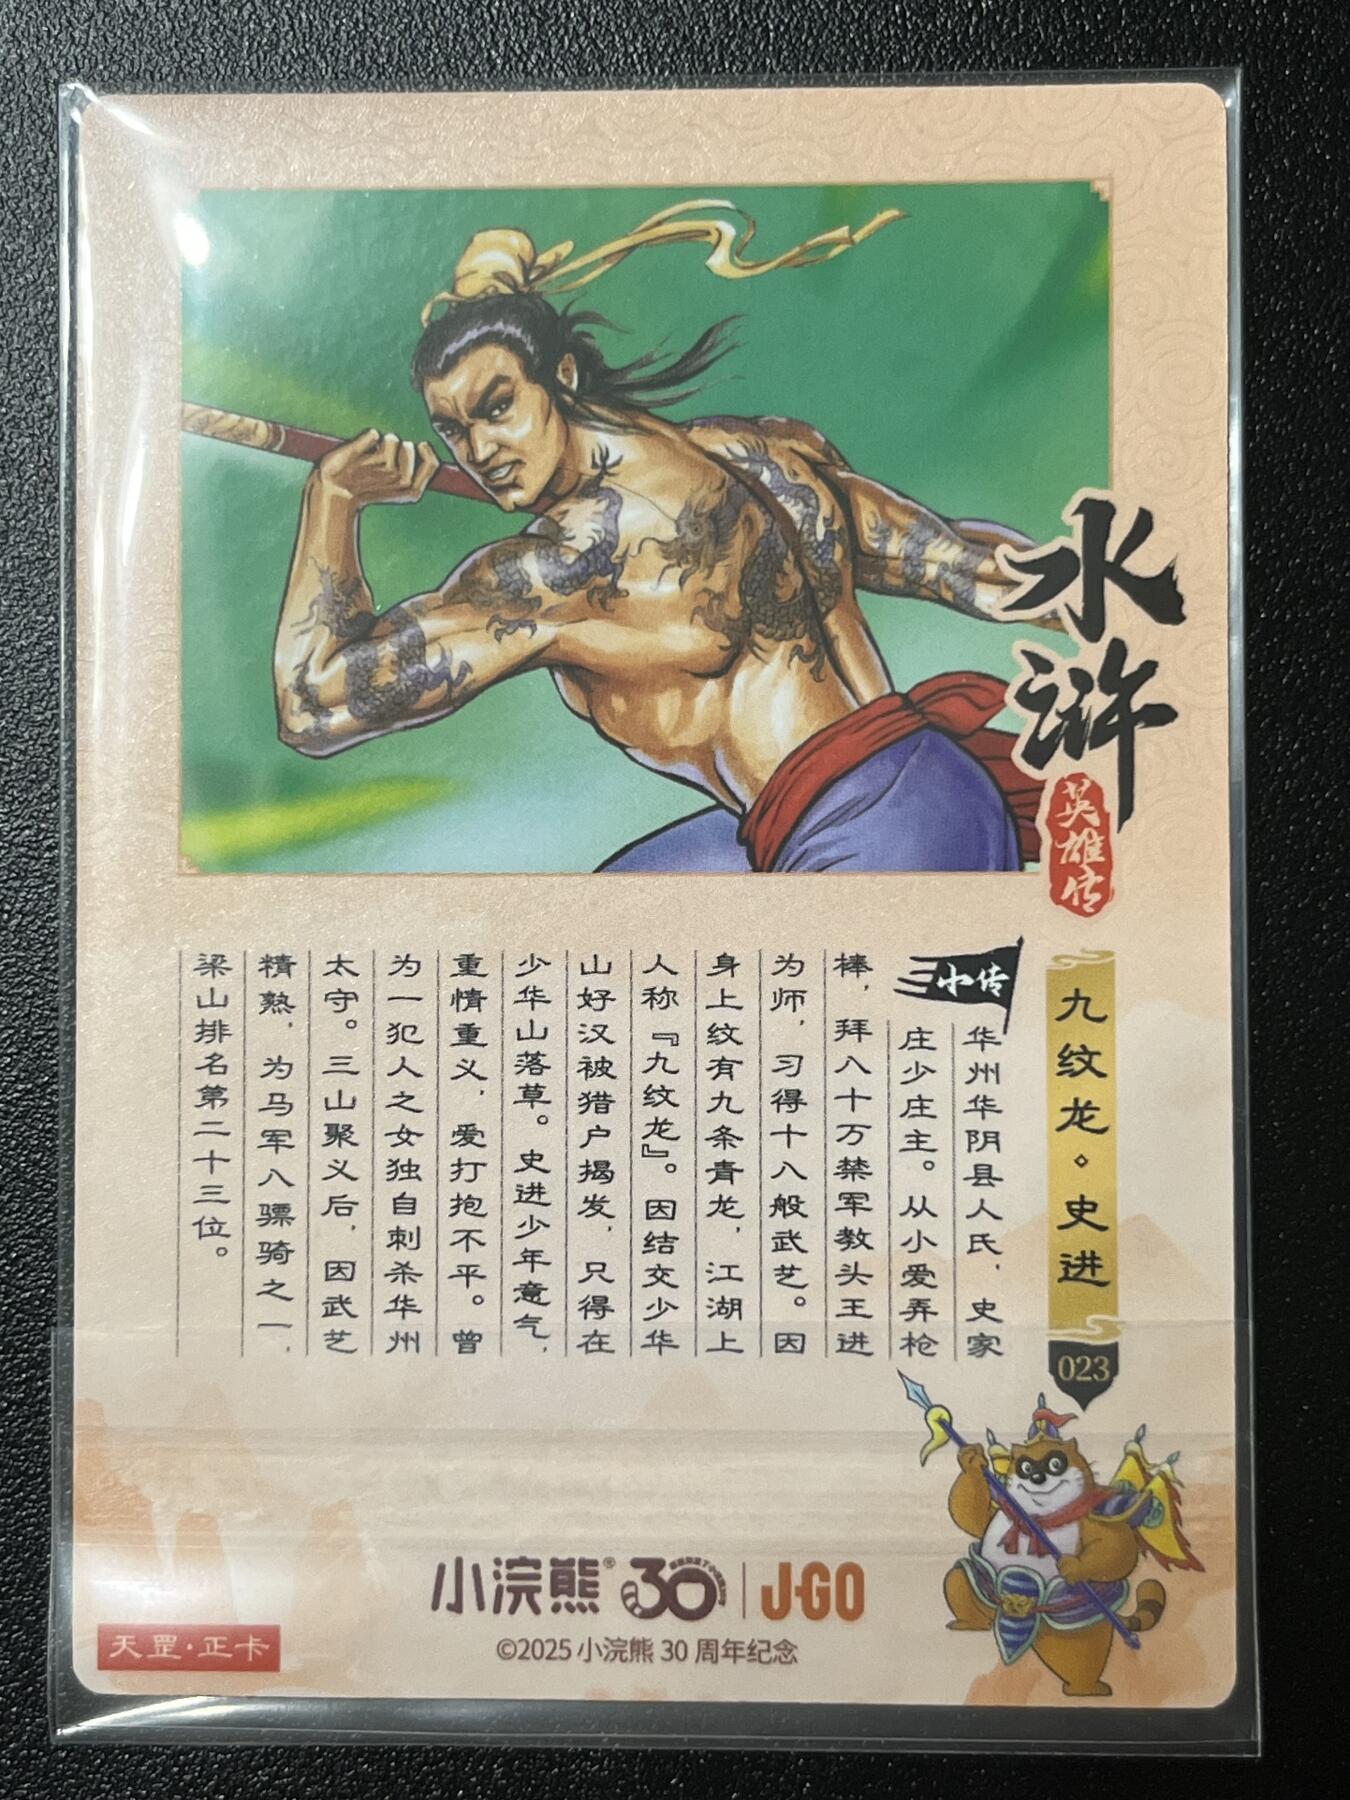 水浒
英雄传
九纹龙◇史进
023
小传
华州华阴县人氏，史家
庄少庄主。从小爱弄枪
棒，拜八十万禁军教头王进
为师，习得十八般武艺。因
身上纹有九条青龙，江湖上
人称『九纹龙』。因结交少华
山好汉被猎户揭发，只得在
少华山落草。史进少年意气，
重情重义，爱打抱不平。曾
为一犯人之女独自刺杀华州
太守。三山聚义后，因武艺
精熟，为马军八骠骑之一，
梁山排名第二十三位。
小浣熊® 30 | J-GO
©2025 小浣熊 30 周年纪念
天罡·正卡